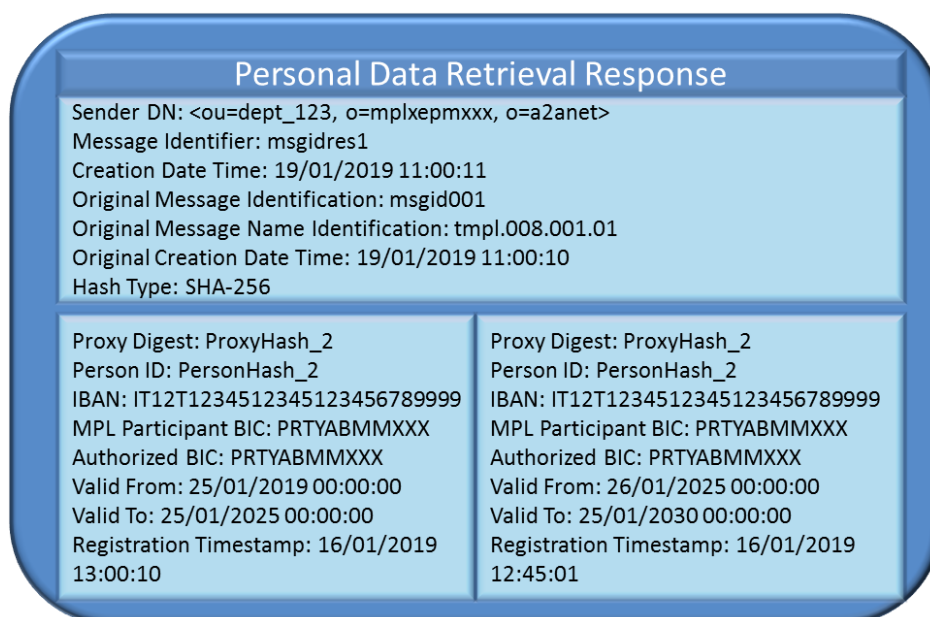 Personal Data Retrieval Response
Sender DN: <ou=dept_123, o=mplxepmxxx, o=a2anet>
Message Identifier: msgidres1
Creation Date Time: 19/01/2019 11:00:11
Original Message Identification: msgid001
Original Message Name Identification: tmpl.008.001.01
Original Creation Date Time: 19/01/2019 11:00:10
Hash Type: SHA-256
Proxy Digest: ProxyHash_2
Person ID: PersonHash_2
IBAN: IT12T1234512345123456789999
MPL Participant BIC: PRTYABMMXXX
Authorized BIC: PRTYABMMXXX
Valid From: 25/01/2019 00:00:00
Valid To: 25/01/2025 00:00:00
Registration Timestamp: 16/01/2019
13:00:10
Proxy Digest: ProxyHash_2
Person ID: PersonHash_2
IBAN: IT12T1234512345123456789999
MPL Participant BIC: PRTYABMMXXX
Authorized BIC: PRTYABMMXXX
Valid From: 26/01/2025 00:00:00
Valid To: 25/01/2030 00:00:00
Registration Timestamp: 16/01/2019
12:45:01